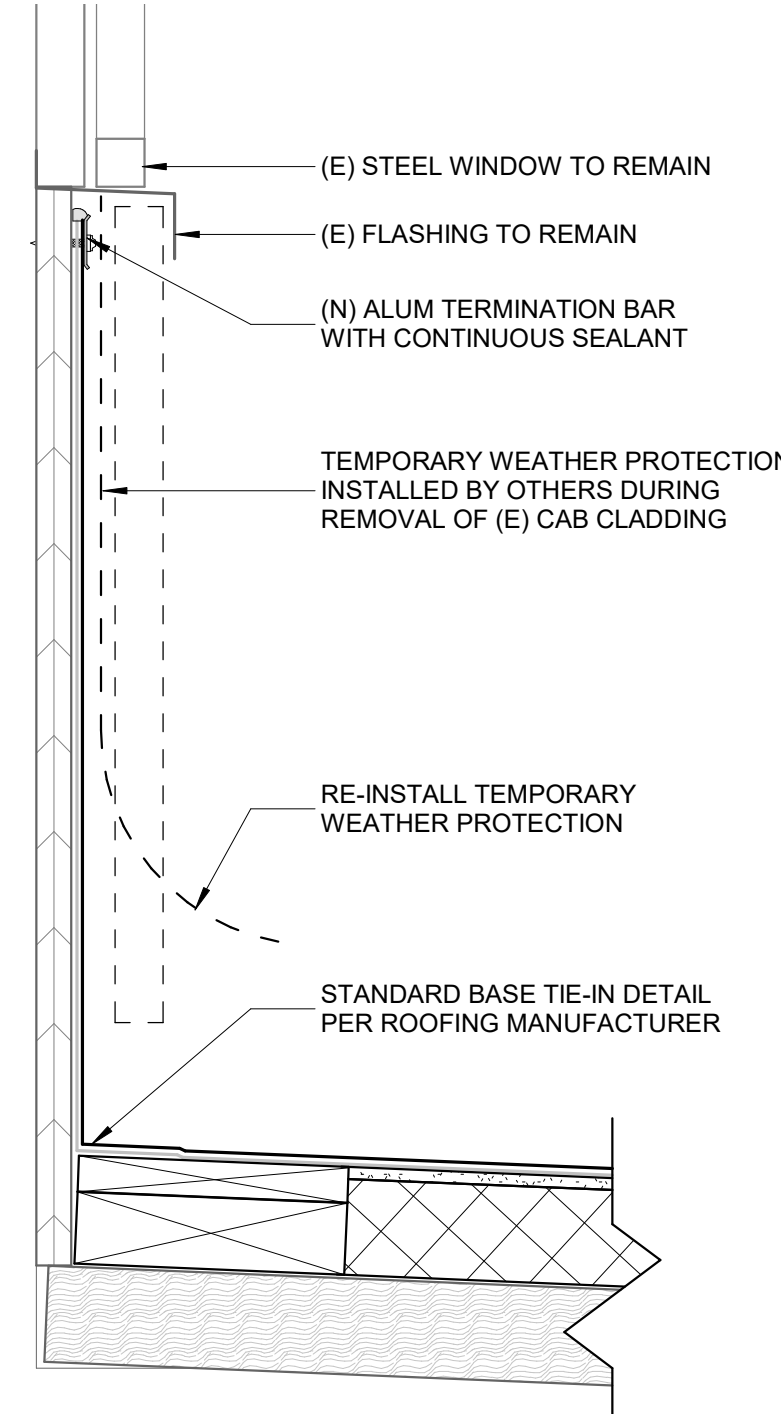 (E) STEEL WINDOW TO REMAIN
(E) FLASHING TO REMAIN
(N) ALUM TERMINATION BAR
WITH CONTINUOUS SEALANT
TEMPORARY WEATHER PROTECTION
INSTALLED BY OTHERS DURING
REMOVAL OF (E) CAB CLADDING
RE-INSTALL TEMPORARY
WEATHER PROTECTION
STANDARD BASE TIE-IN DETAIL
PER ROOFING MANUFACTURER